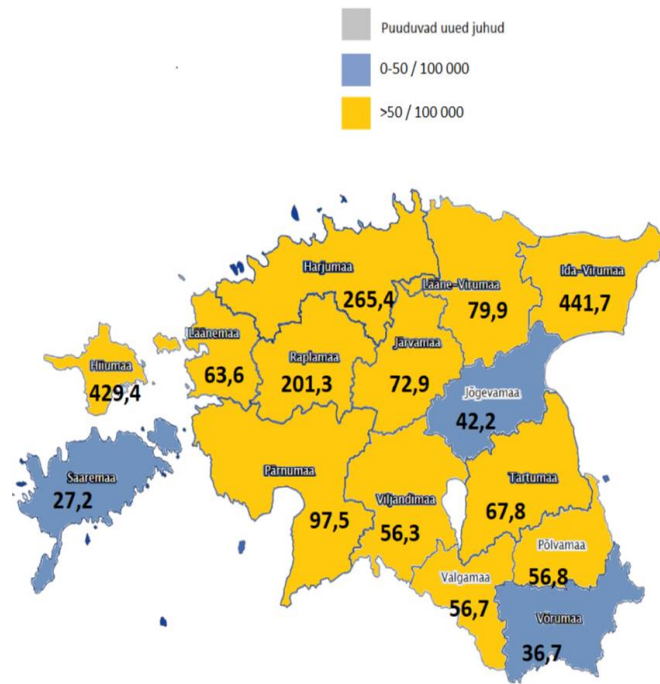 Puuduvad uued juhud
0-50 / 100 000
>50 / 100 000
Harjumaa
265,4
Lääne-Virumaa
79,9
Ida-Virumaa
441,7
Läänemaa
63,6
Raplamaa
201,3
Järvamaa
72,9
Hiiumaa
429,4
Jõgevamaa
42,2
Saaremaa
27,2
Pärnumaa
97,5
Viljandimaa
56,3
Tartumaa
67,8
Põlvamaa
56,8
Valgamaa
56,7
Võrumaa
36,7